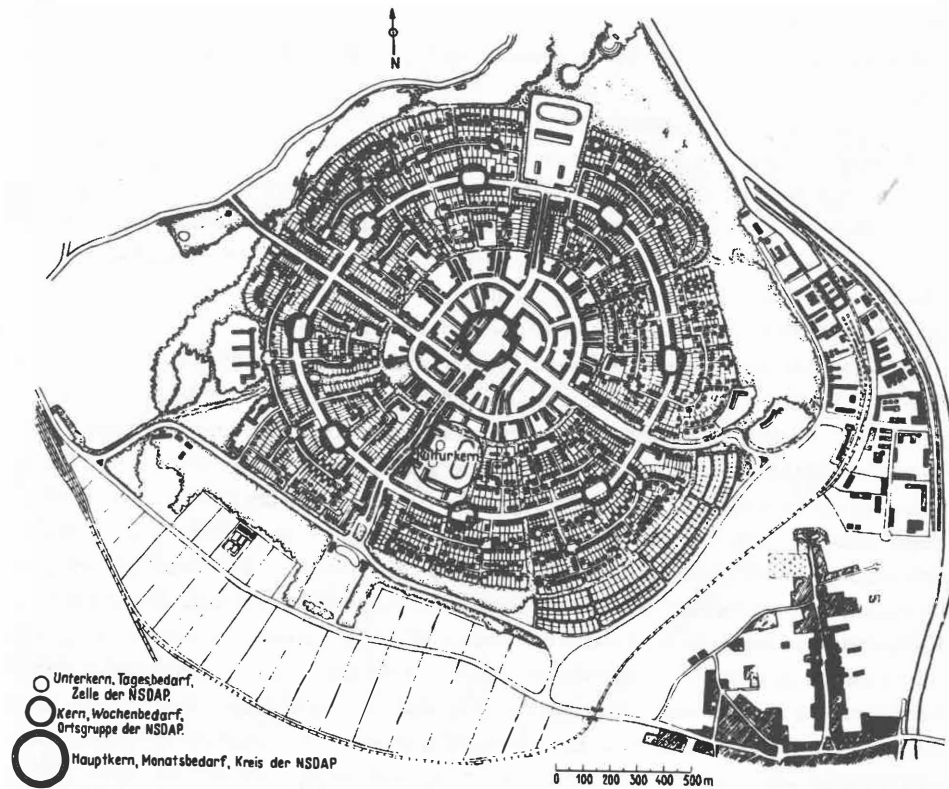 N
Kulturkern
Unterkern, Tagesbedarf,
Zelle der NSDAP.
Kern, Wochenbedarf,
Ortsgruppe der NSDAP.
Hauptkern, Monatsbedarf, Kreis der NSDAP
0 100 200 300 400 500 m